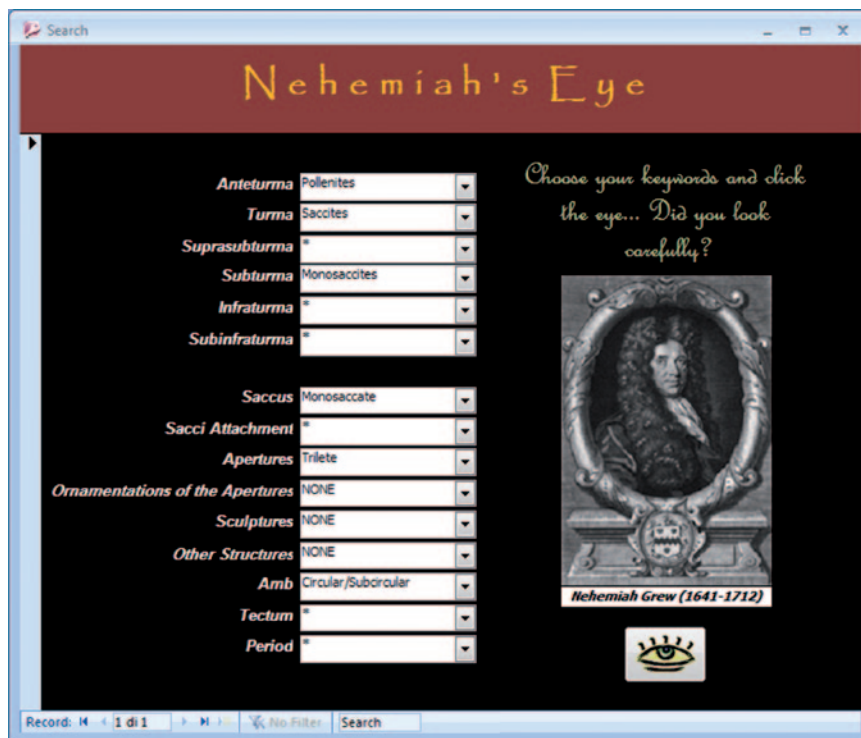 Search
Nehemiah's Eye
Choose your keywords and click
the eye... Did you look
carefully?
Anteturma Pollenites
Turma Saccites
Suprasubturma *
Subturma Monosaccites
Infraturma *
Subinfraturma *
Saccus Monosaccate
Sacci Attachment *
Apertures Trilete
Ornamentations of the Apertures NONE
Sculptures NONE
Other Structures NONE
Amb Circular/Subcircular
Tectum *
Period *
Nehemiah Grew (1641-1712)
Record: 1 di 1 No Filter Search